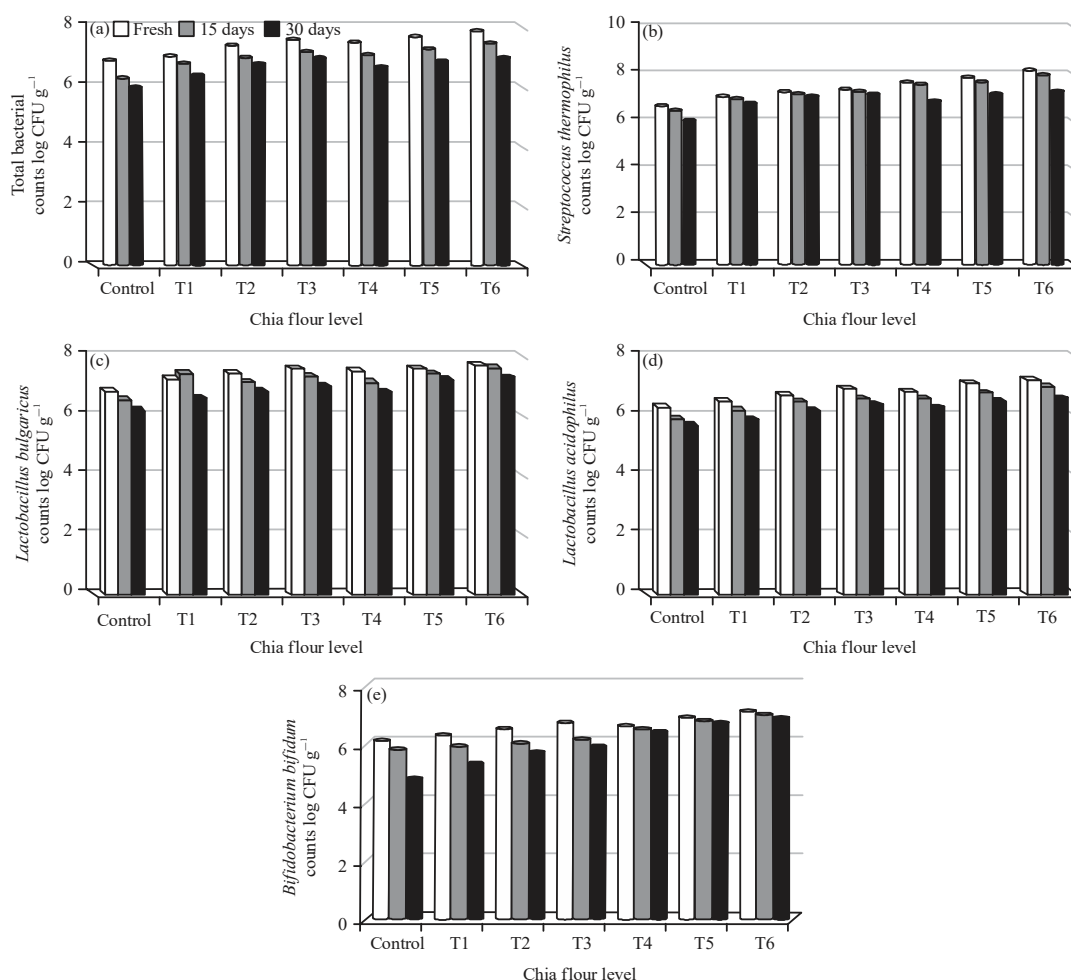 (a) Fresh 15 days 30 days
8
6
4
2
0
Total bacterial
counts log CFU g⁻¹
Control T1 T2 T3 T4 T5 T6
Chia flour level
(b)
10
8
6
4
2
0
Streptococcus thermophilus
counts log CFU g⁻¹
Control T1 T2 T3 T4 T5 T6
Chia flour level
(c)
8
6
4
2
0
Lactobacillus bulgaricus
counts log CFU g⁻¹
Control T1 T2 T3 T4 T5 T6
Chia flour level
(d)
8
6
4
2
0
Lactobacillus acidophilus
counts log CFU g⁻¹
Control T1 T2 T3 T4 T5 T6
Chia flour level
(e)
8
6
4
2
0
Bifidobacterium bifidum
counts log CFU g⁻¹
Control T1 T2 T3 T4 T5 T6
Chia flour level